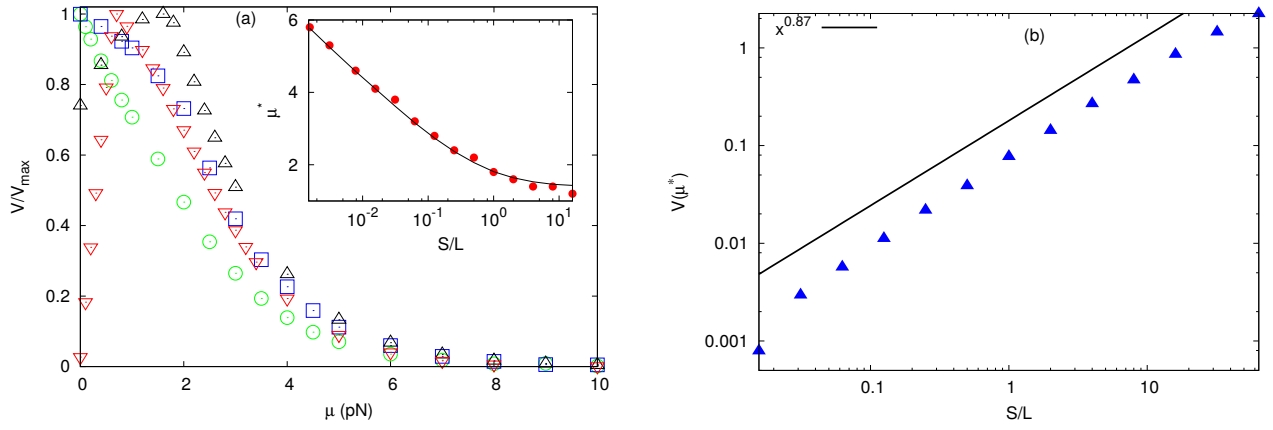 (a)
V/V_max
1
0.8
0.6
0.4
0.2
0
0 2 4 6 8 10
μ (pN)
μ*
6
4
2
10^-2 10^-1 10^0 10^1
S/L
x^0.87
(b)
V(μ*)
1
0.1
0.01
0.001
0.1 1 10
S/L